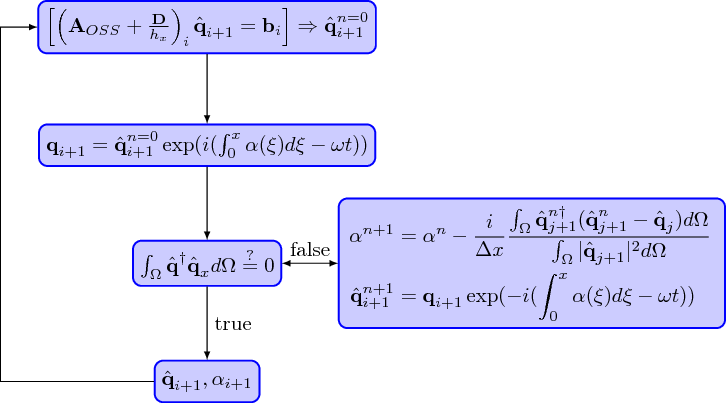 $\left[\left(\mathbf{A}_{OSS} + \frac{\mathbf{D}}{h_x}\right)_i \hat{\mathbf{q}}_{i+1} = \mathbf{b}_i\right] \Rightarrow \hat{\mathbf{q}}_{i+1}^{n=0}$
$\mathbf{q}_{i+1} = \hat{\mathbf{q}}_{i+1}^{n=0} \exp(i(\int_0^x \alpha(\xi)d\xi - \omega t))$
$\int_\Omega \hat{\mathbf{q}}^\dagger \hat{\mathbf{q}}_x d\Omega \stackrel{?}{=} 0$
false
$\alpha^{n+1} = \alpha^n - \frac{i}{\Delta x} \frac{\int_\Omega \hat{\mathbf{q}}_{j+1}^{n\dagger}(\hat{\mathbf{q}}_{j+1}^n - \hat{\mathbf{q}}_j)d\Omega}{\int_\Omega |\hat{\mathbf{q}}_{j+1}|^2 d\Omega}$
$\hat{\mathbf{q}}_{i+1}^{n+1} = \mathbf{q}_{i+1} \exp(-i(\int_0^x \alpha(\xi)d\xi - \omega t))$
true
$\hat{\mathbf{q}}_{i+1}, \alpha_{i+1}$